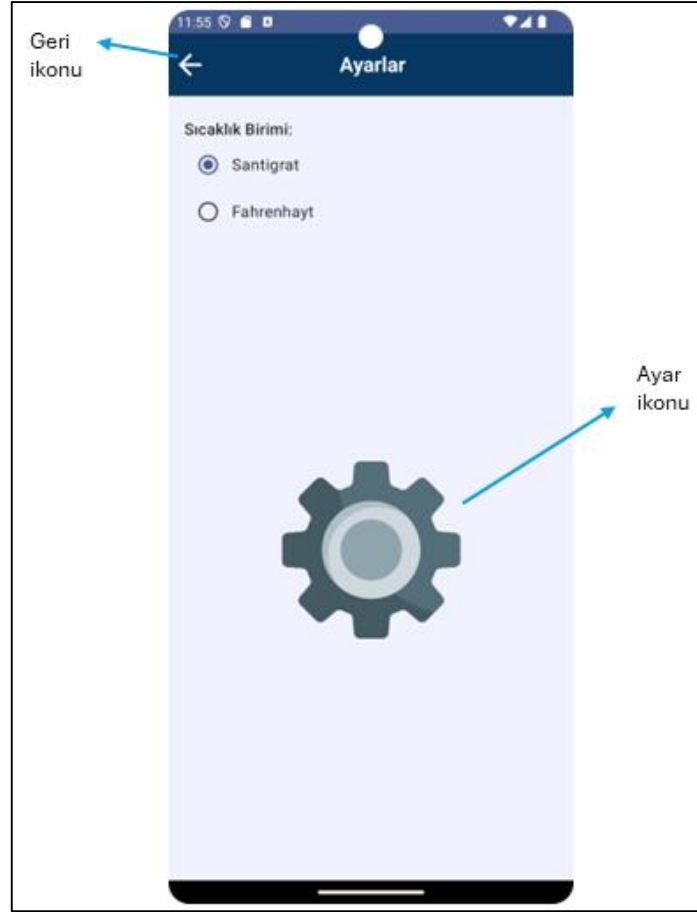 11:55
Geri
ikonu
Ayarlar
Sıcaklık Birimi:
Santigrat
Fahrenhayt
Ayar
ikonu